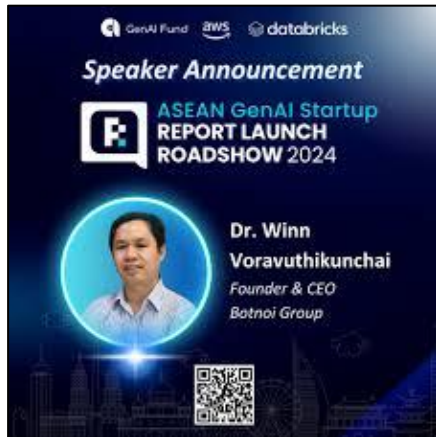 GenAI Fund aws databricks
Speaker Announcement
ASEAN GenAI Startup
REPORT LAUNCH
ROADSHOW 2024
Dr. Winn
Voravuthikunchai
Founder & CEO
Botnoi Group